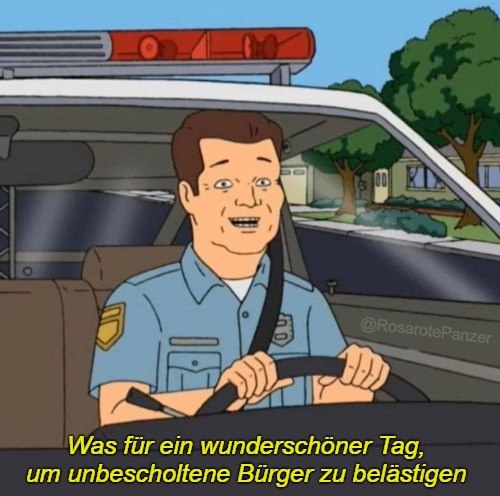 @RosarotePanzer
Was für ein wunderschöner Tag,
um unbescholtene Bürger zu belästigen